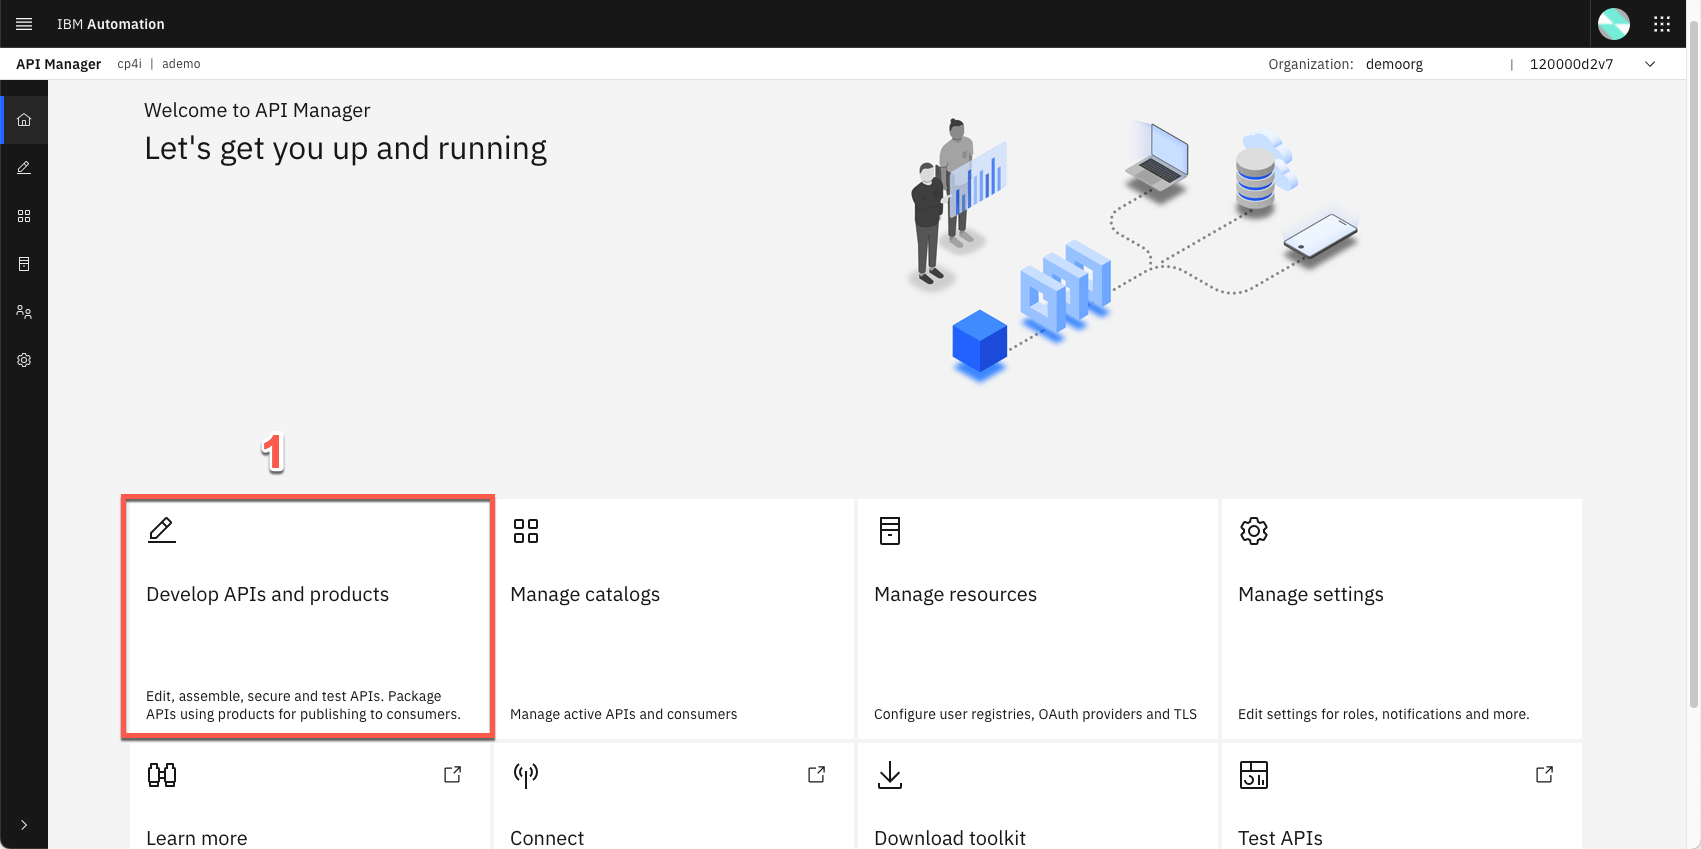 IBM Automation
API Manager cp4i | ademo
Organization: demoorg | 120000d2v7
Welcome to API Manager
Let's get you up and running
1
Develop APIs and products
Edit, assemble, secure and test APIs. Package
APIs using products for publishing to consumers.
Manage catalogs
Manage active APIs and consumers
Manage resources
Configure user registries, OAuth providers and TLS
Manage settings
Edit settings for roles, notifications and more.
Learn more
Connect
Download toolkit
Test APIs